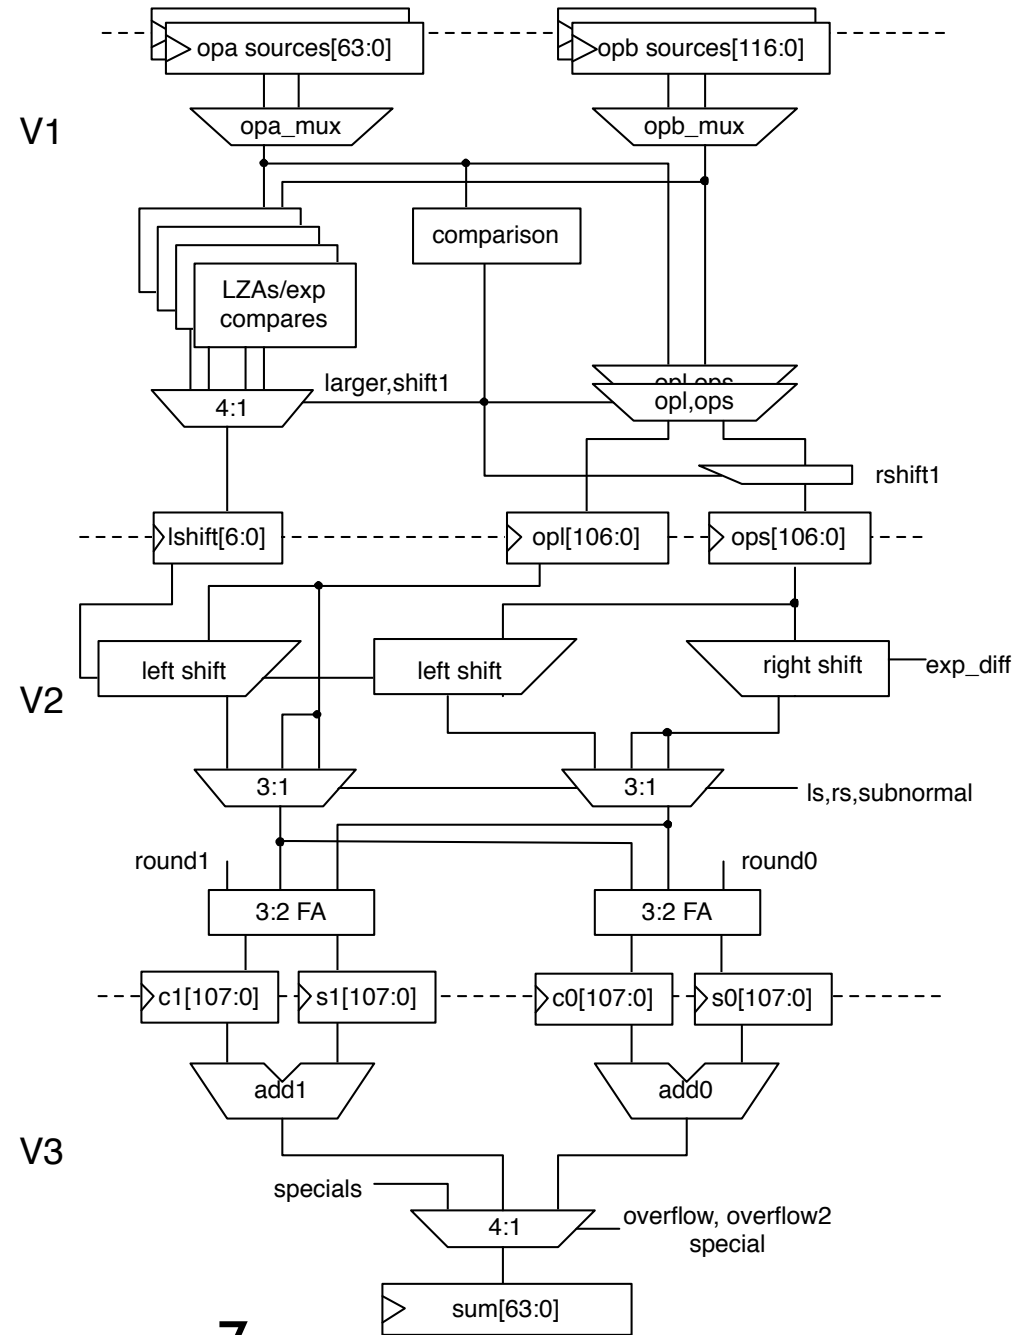 opa sources[63:0]
opb sources[116:0]
V1
opa_mux
opb_mux
comparison
LZAs/exp
compares
larger,shift1
opl,ops
opl,ops
4:1
rshift1
lshift[6:0]
opl[106:0]
ops[106:0]
left shift
left shift
right shift
exp_diff
V2
3:1
3:1
ls,rs,subnormal
round1
round0
3:2 FA
3:2 FA
c1[107:0]
s1[107:0]
c0[107:0]
s0[107:0]
add1
add0
V3
specials
4:1
overflow, overflow2
special
sum[63:0]